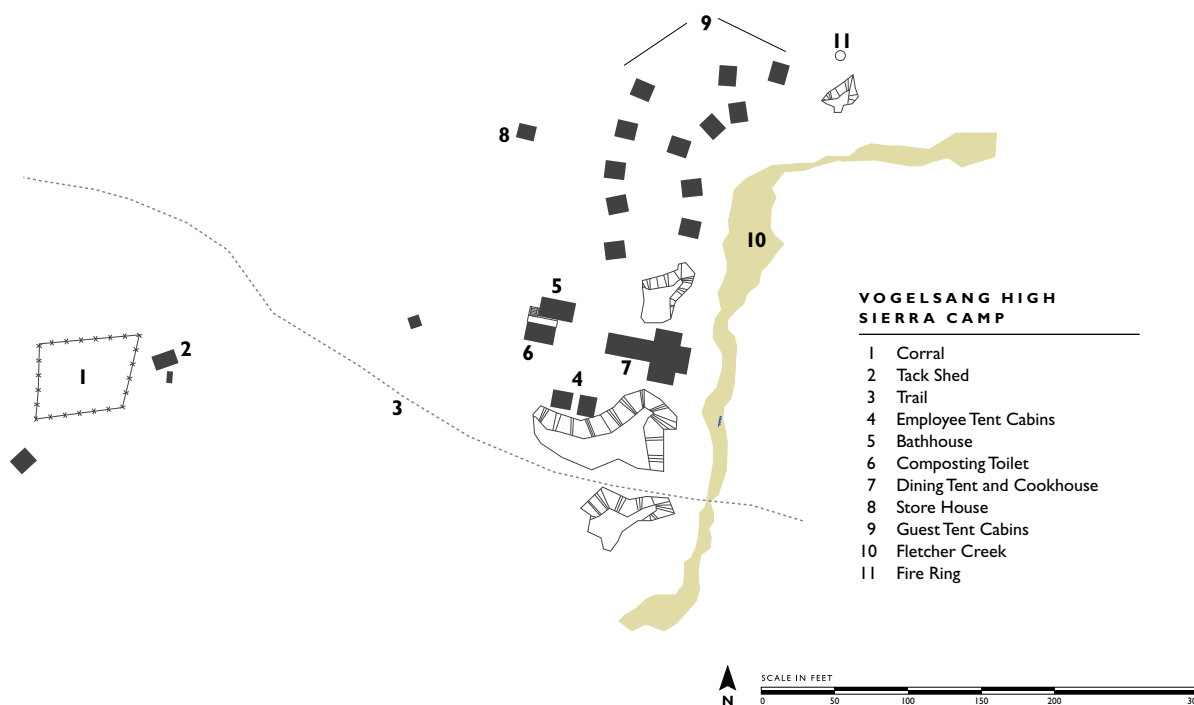 9
11
8
10
5
VOGELSANG HIGH
SIERRA CAMP
2
6
7
1
4
3
1 Corral
2 Tack Shed
3 Trail
4 Employee Tent Cabins
5 Bathhouse
6 Composting Toilet
7 Dining Tent and Cookhouse
8 Store House
9 Guest Tent Cabins
10 Fletcher Creek
11 Fire Ring
SCALE IN FEET
N
0 50 100 150 200 30